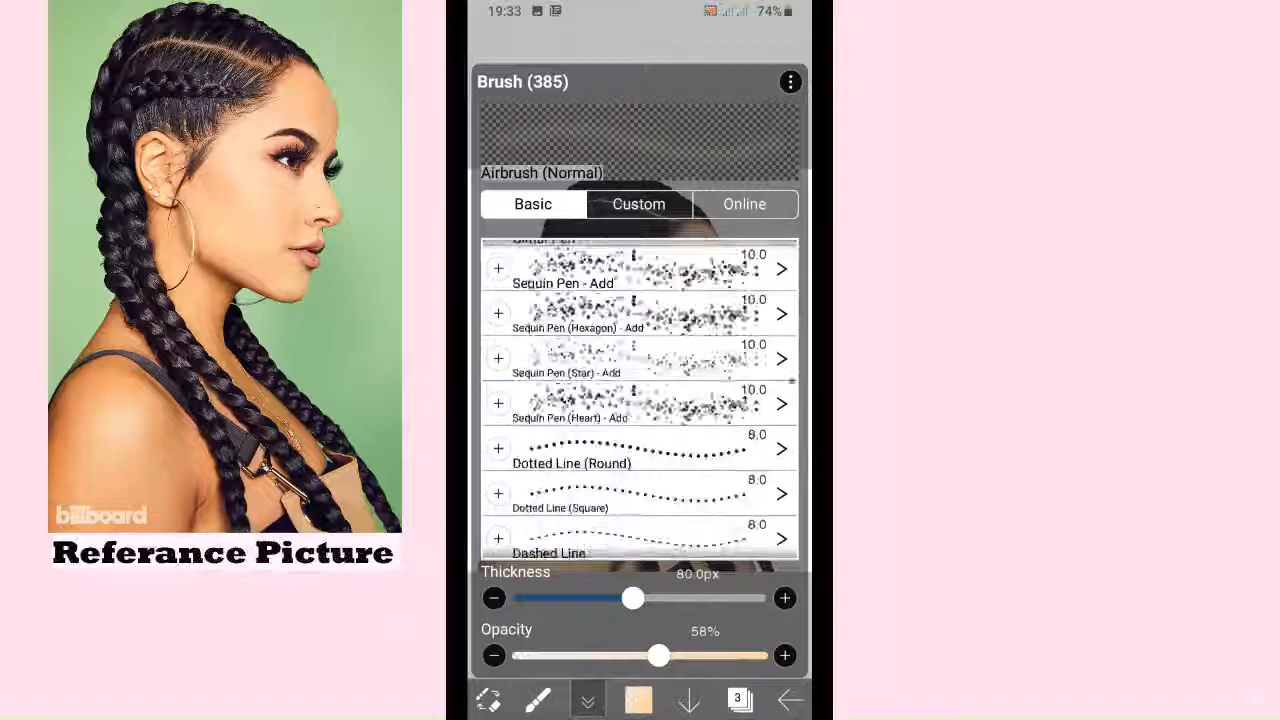 billboard
Referance Picture
19:33
74%
Brush (385)
Airbrush (Normal)
Basic
Custom
Online
10.0
Sequin Pen - Add
10.0
Sequin Pen (Hexagon) - Add
10.0
Sequin Pen (Star) - Add
10.0
Sequin Pen (Heart) - Add
8.0
Dotted Line (Round)
8.0
Dotted Line (Square)
8.0
Dashed Line
Thickness
80.0px
Opacity
58%
3